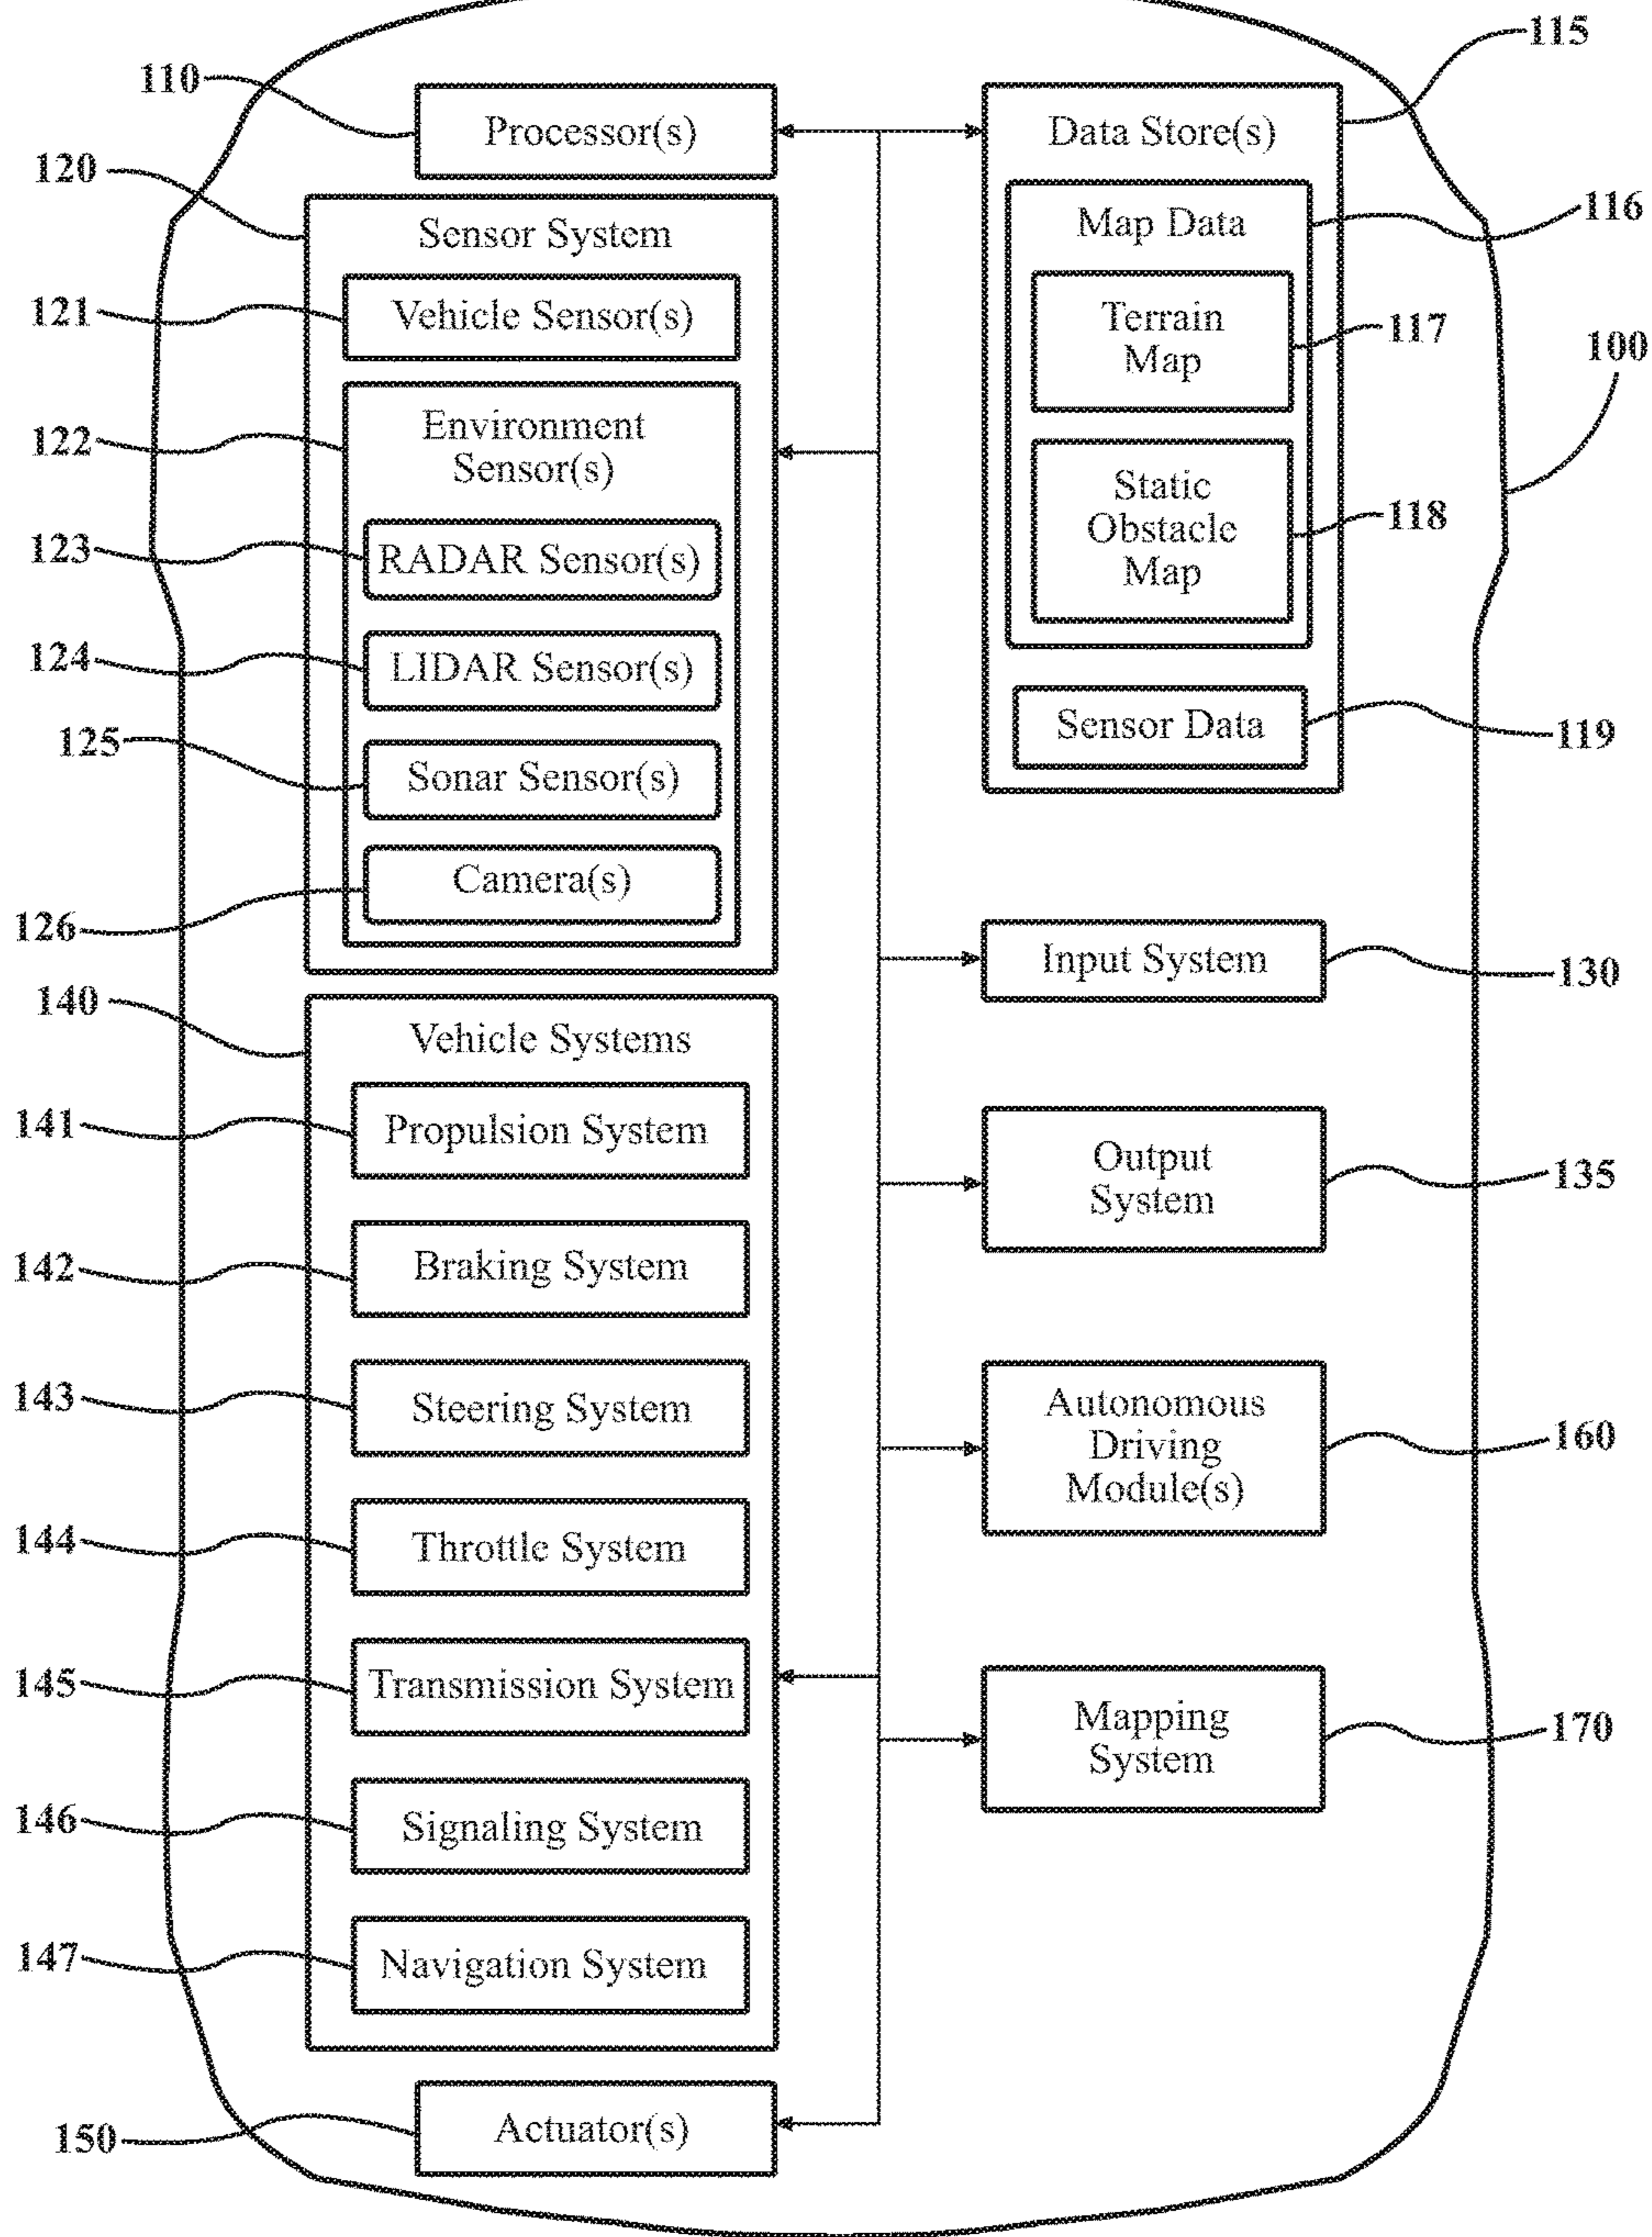 110
Processor(s)
115
Data Store(s)
120
Sensor System
116
Map Data
121
Vehicle Sensor(s)
Terrain
Map
117
100
122
Environment
Sensor(s)
Static
Obstacle
Map
118
123
RADAR Sensor(s)
124
LIDAR Sensor(s)
Sensor Data
119
125
Sonar Sensor(s)
126
Camera(s)
Input System
130
140
Vehicle Systems
141
Propulsion System
Output
System
135
142
Braking System
143
Steering System
Autonomous
Driving
Module(s)
160
144
Throttle System
145
Transmission System
Mapping
System
170
146
Signaling System
147
Navigation System
150
Actuator(s)